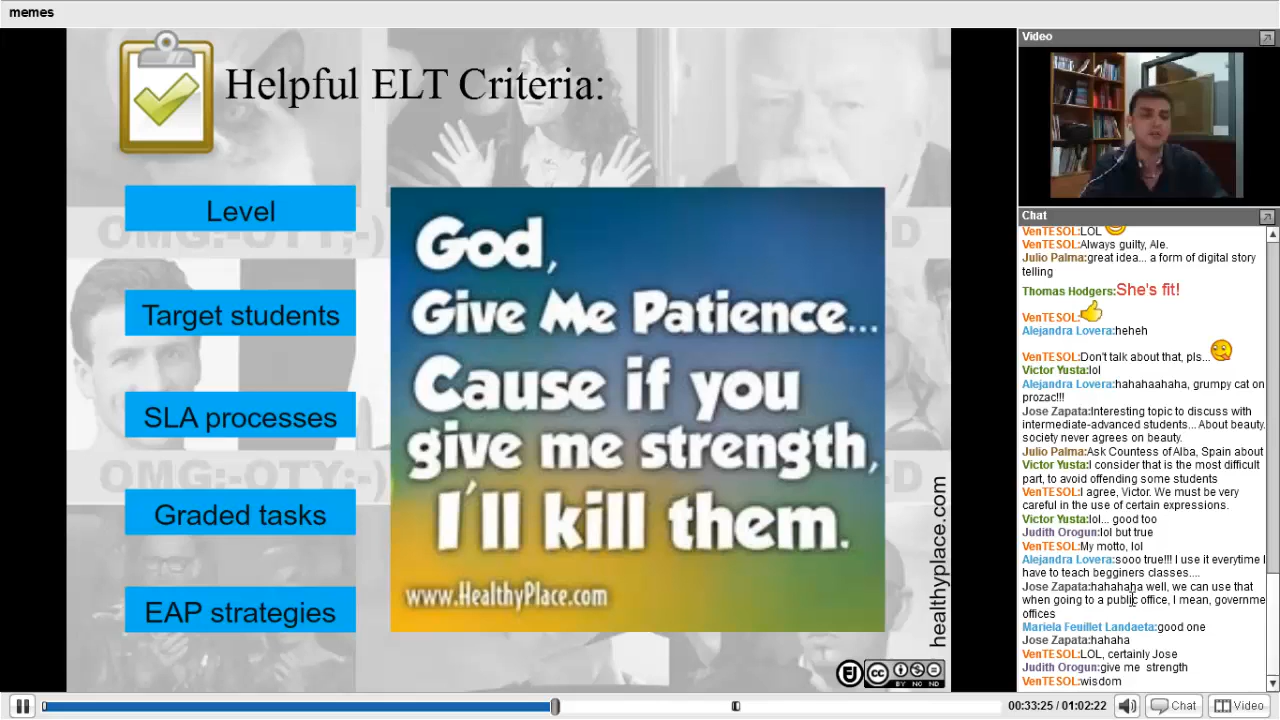 memes
Helpful ELT Criteria:
Level
Target students
SLA processes
Graded tasks
EAP strategies
OMG:-OTY;-)
D
OTY;-)
D
God,
Give Me Patience...
Cause if you
give me strength,
I´ll kill them.
www.HealthyPlace.com
healthyplace.com
FJ
cc
BY NC ND
Video
Chat
VenTESOL:LOL
VenTESOL:Always guilty, Ale.
Julio Palma:great idea... a form of digital story
telling
Thomas Hodgers:She's fit!
VenTESOL:
Alejandra Lovera:heheh
VenTESOL:Don't talk about that, pls...
Victor Yusta:lol
Alejandra Lovera:hahahaahaha, grumpy cat on
prozac!!!
Jose Zapata:Interesting topic to discuss with
intermediate-advanced students... About beauty.
society never agrees on beauty.
Julio Palma:Ask Countess of Alba, Spain about
Victor Yusta:I consider that is the most difficult
part, to avoid offending some students
VenTESOL:I agree, Victor. We must be very
careful in the use of certain expressions.
Victor Yusta:lol... good too
Judith Orogun:lol but true
VenTESOL:My motto, lol
Alejandra Lovera:sooo true!!! I use it everytime I
have to teach begginers classes....
Jose Zapata:hahahaha well, we can use that
when going to a public office, I mean, governme
offices
Mariela Feuillet Landaeta:good one
Jose Zapata:hahaha
VenTESOL:LOL, certainly Jose
Judith Orogun:give me strength
VenTESOL:wisdom
00:33:25 / 01:02:22
Chat
Video